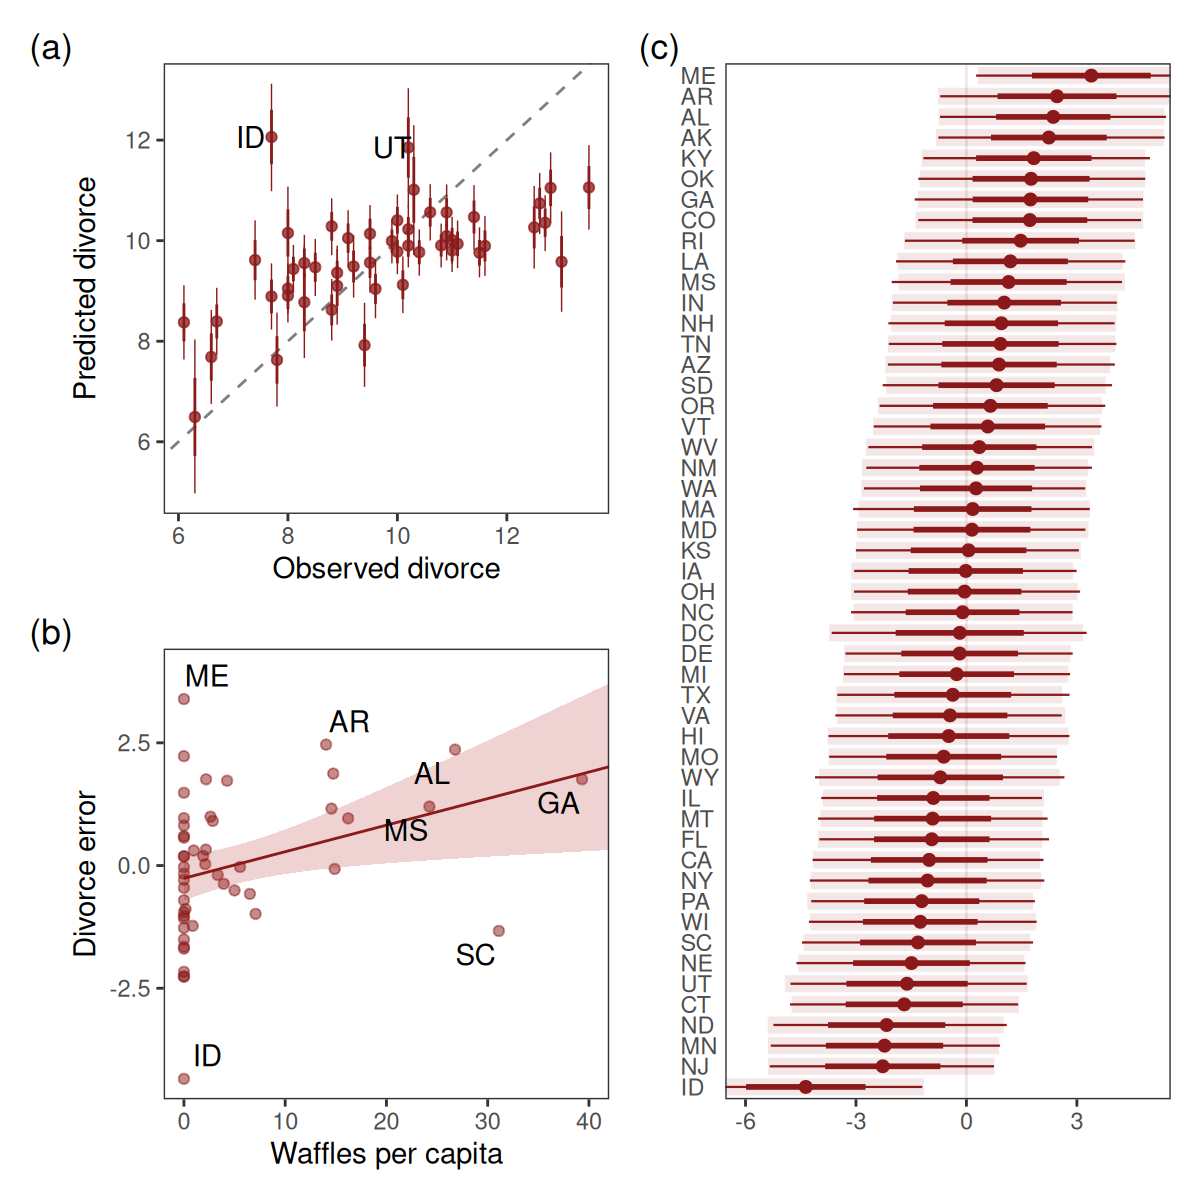 (a)
ID
UT
12
10
8
6
6
8
10
12
Predicted divorce
Observed divorce
(b)
ME
AR
AL
GA
MS
SC
ID
2.5
0.0
-2.5
0
10
20
30
40
Divorce error
Waffles per capita
(c)
ME
AR
AL
AK
KY
OK
GA
CO
RI
LA
MS
IN
NH
TN
AZ
SD
OR
VT
WV
NM
WA
MA
MD
KS
IA
OH
NC
DC
DE
MI
TX
VA
HI
MO
WY
IL
MT
FL
CA
NY
PA
WI
SC
NE
UT
CT
ND
MN
NJ
ID
-6
-3
0
3